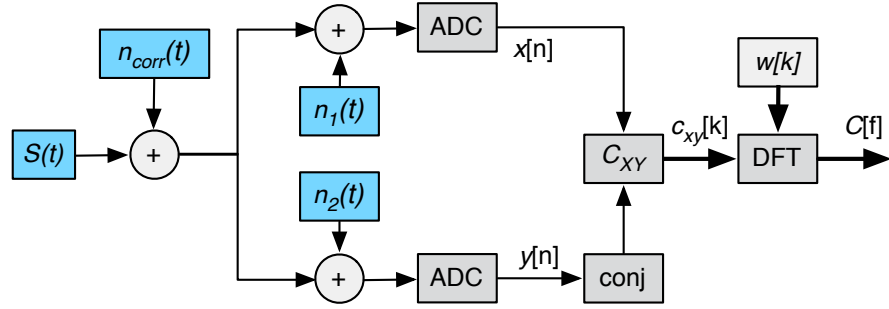 n_corr(t)
S(t)
+
+
n_1(t)
ADC
x[n]
n_2(t)
+
ADC
y[n]
conj
C_XY
c_xy[k]
w[k]
DFT
C[f]